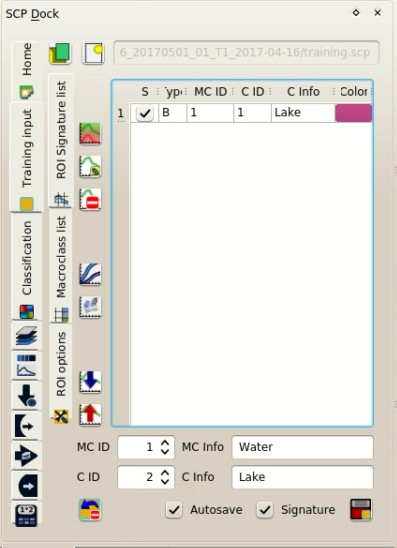 SCP Dock
Home
Training input
Classification
ROI Signature list
Macroclass list
ROI options
6_20170501_01_T1_2017-04-16/training.scp
S Type MC ID C ID C Info Color
1 B 1 1 Lake
MC ID 1 MC Info Water
C ID 2 C Info Lake
Autosave Signature